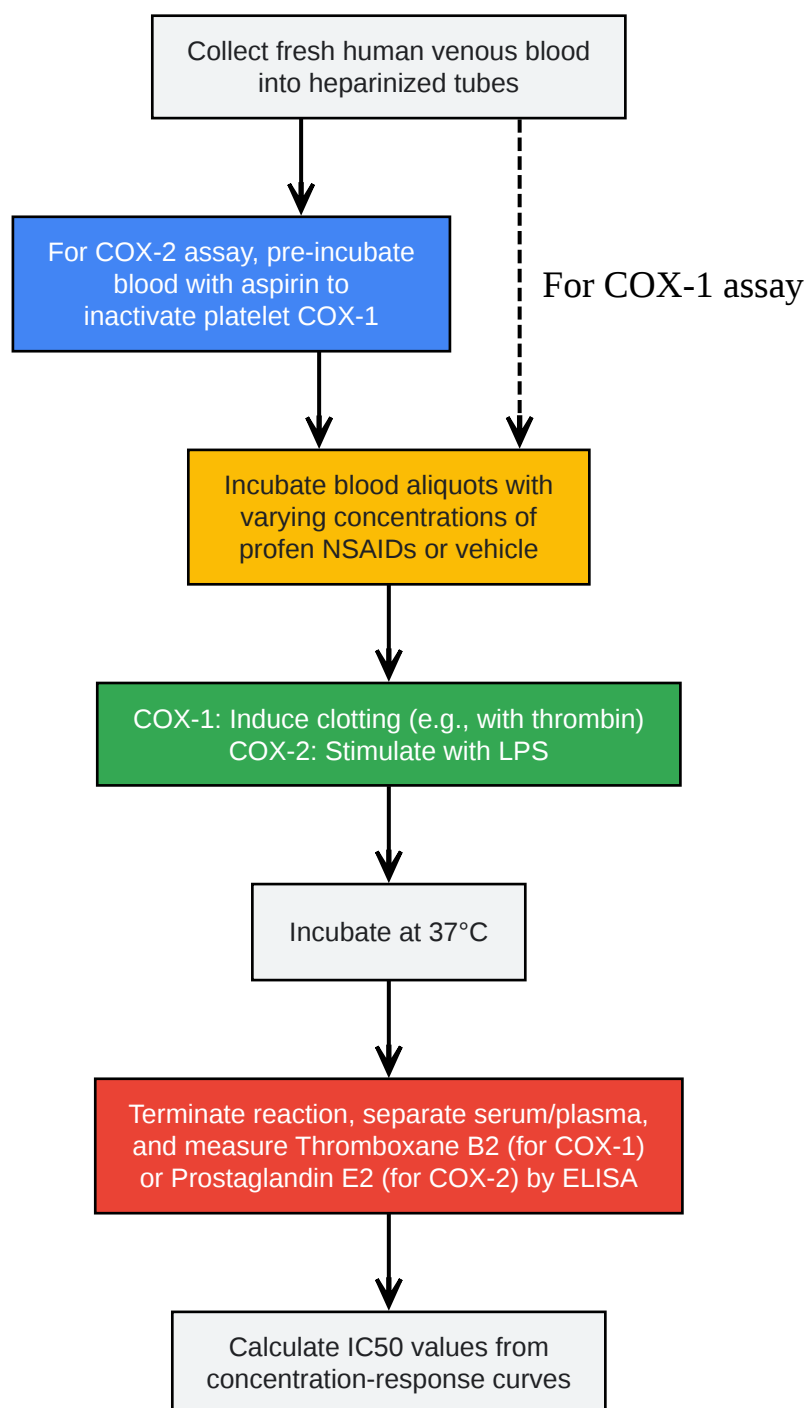 Collect fresh human venous blood
into heparinized tubes
For COX-2 assay, pre-incubate
blood with aspirin to
inactivate platelet COX-1
For COX-1 assay
Incubate blood aliquots with
varying concentrations of
profen NSAIDs or vehicle
COX-1: Induce clotting (e.g., with thrombin)
COX-2: Stimulate with LPS
Incubate at 37°C
Terminate reaction, separate serum/plasma,
and measure Thromboxane B2 (for COX-1)
or Prostaglandin E2 (for COX-2) by ELISA
Calculate IC50 values from
concentration-response curves